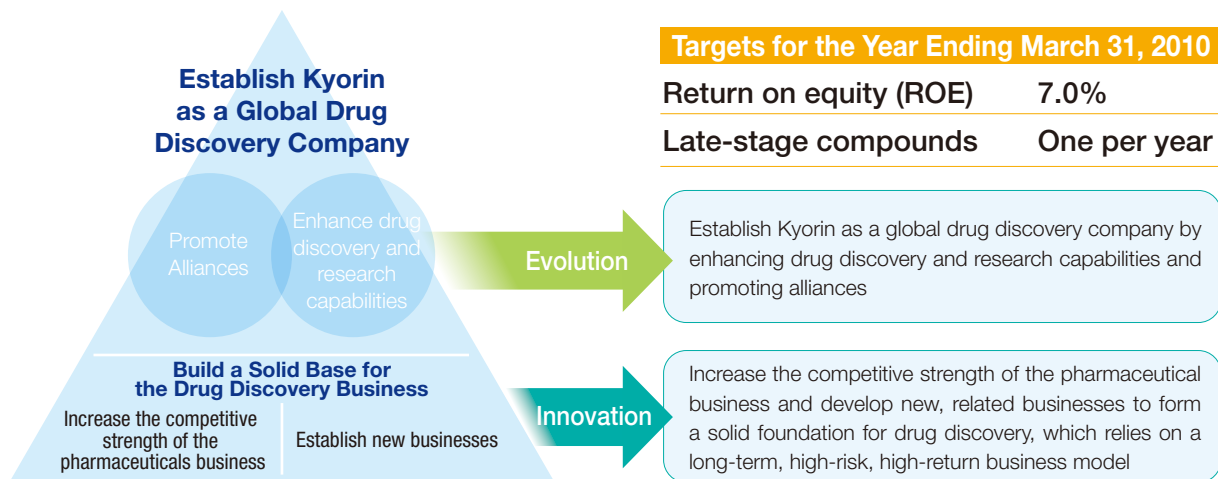 Establish Kyorin
as a Global Drug
Discovery Company
Promote
Alliances
Enhance drug
discovery and
research
capabilities
Build a Solid Base for
the Drug Discovery Business
Increase the competitive
strength of the
pharmaceuticals business
Establish new businesses
Evolution
Innovation
Targets for the Year Ending March 31, 2010
Return on equity (ROE) 7.0%
Late-stage compounds One per year
Establish Kyorin as a global drug discovery company by
enhancing drug discovery and research capabilities and
promoting alliances
Increase the competitive strength of the pharmaceutical
business and develop new, related businesses to form
a solid foundation for drug discovery, which relies on a
long-term, high-risk, high-return business model